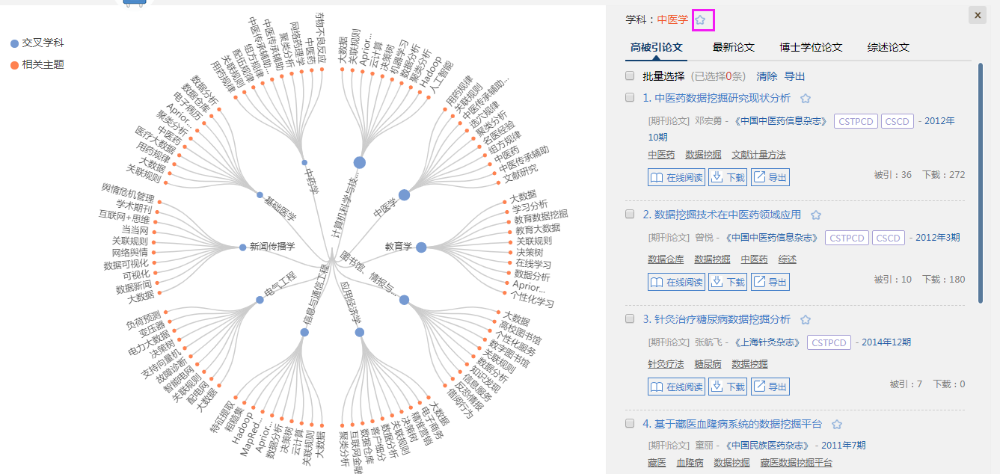 交叉学科
相关主题
用药规律
关联规则
配伍规律
组方规律
中医传承辅助...
中医传承辅助
聚类分析
网络药理学
中医药
药物不良反应
中药学
大数据
关联规则
Aprior...
云计算
决策树
机器学习
数据分析
聚类分析
Hadoop
人工智能
计算机科学与技...
用药规律
关联规则
中医传承辅助...
选穴规律
聚类分析
名医经验
组方规律
中医药
中医传承辅助
文献研究
中医学
大数据
学习分析
教育数据挖掘
教育大数据
关联规则
决策树
在线学习
数据分析
Aprior...
个性化学习
教育学
大数据
高校图书馆
个性化服务
数字图书馆
关联规则
数据分析
知识发现
信息服务
反恐情报
借阅行为
图书馆、情报与...
大数据
电子商务
精准营销
决策树
关联规则
数据分析
客户细分
数据仓库
互联网金融
聚类分析
应用经济学
大数据
关联规则
云计算
决策树
数据分析
Aprior...
MapRed...
Hadoop
粗糙集
特征提取
信息与通信工程
大数据
配电网
关联规则
智能电网
故障诊断
支持向量机
决策树
电力大数据
变压器
负荷预测
电气工程
大数据
数据新闻
可视化
数据可视化
网络舆情
关联规则
当当网
互联网+思维
学术期刊
舆情危机管理
新闻传播学
关联规则
大数据
用药规律
医疗大数据
中医药
聚类分析
Aprior...
电子病历
数据仓库
数据分析
基础医学
学科：中医学
x
高被引论文 最新论文 博士学位论文 综述论文
批量选择 (已选择0条) 清除 导出
1. 中医药数据挖掘研究现状分析
[期刊论文] 邓宏勇 - 《中国中医药信息杂志》 CSTPCD CSCD - 2012年
10期
中医药 数据挖掘 文献计量方法
在线阅读 下载 导出 被引：36 下载：272
2. 数据挖掘技术在中医药领域应用
[期刊论文] 曾悦 - 《中国中医药信息杂志》 CSTPCD CSCD - 2012年3期
数据仓库 数据挖掘 中医药 综述
在线阅读 下载 导出 被引：10 下载：180
3. 针灸治疗糖尿病数据挖掘分析
[期刊论文] 张航飞 - 《上海针灸杂志》 CSTPCD - 2014年12期
针灸疗法 糖尿病 数据挖掘
在线阅读 下载 导出 被引：7 下载：0
4. 基于藏医血隆病系统的数据挖掘平台
[期刊论文] 童丽 - 《中国民族医药杂志》 - 2011年7期
藏医 血隆病 数据挖掘 藏医数据挖掘平台